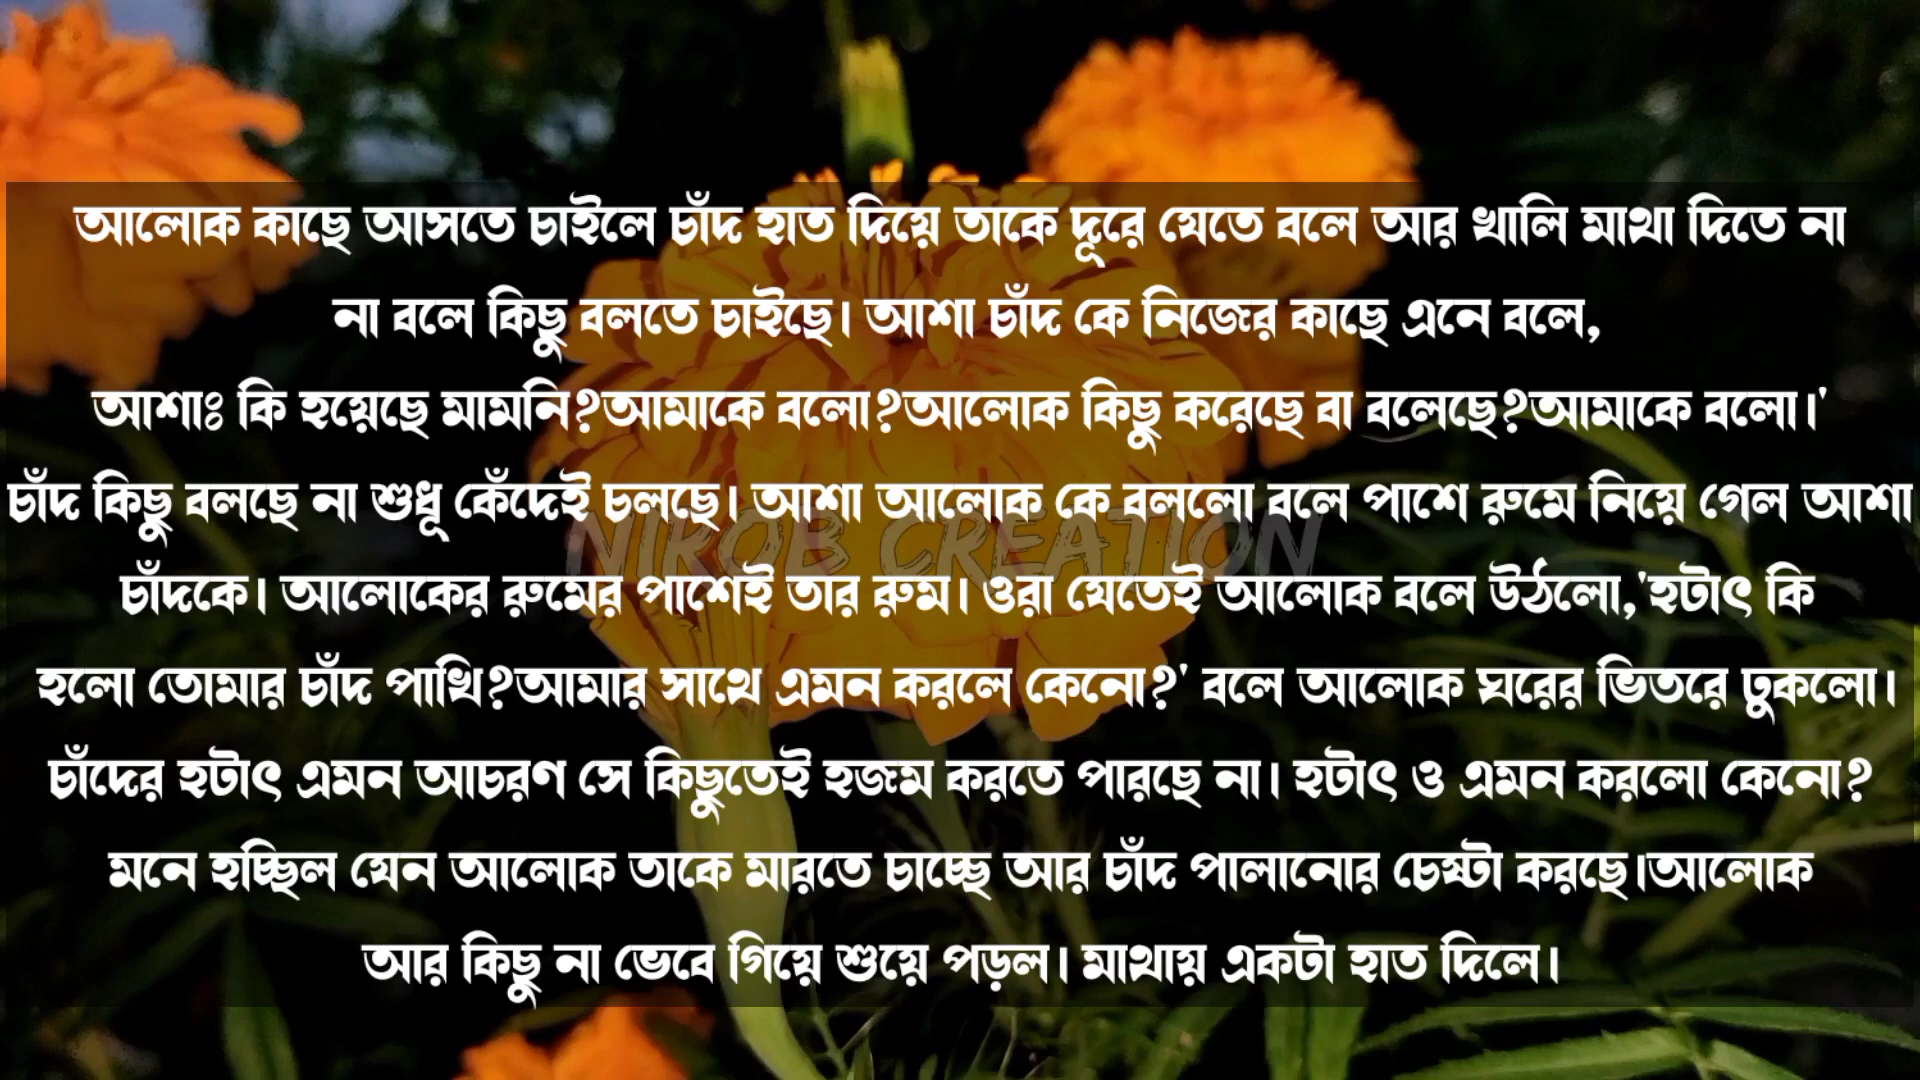 আলোক কাছে আসতে চাইলে চাঁদ হাত দিয়ে তাকে দূরে যেতে বলে আর খালি মাথা দিতে না
না বলে কিছু বলতে চাইছে। আশা চাঁদ কে নিজের কাছে এনে বলে,
আশাঃ কি হয়েছে মামনি?আমাকে বলো?আলোক কিছু করেছে বা বলেছে?আমাকে বলো।'
চাঁদ কিছু বলছে না শুধু কেঁদেই চলছে। আশা আলোক কে বললো বলে পাশে রুমে নিয়ে গেল আশা
NIROB CREATION
চাঁদকে। আলোকের রুমের পাশেই তার রুম। ওরা যেতেই আলোক বলে উঠলো,'হটাৎ কি
হলো তোমার চাঁদ পাখি?আমার সাথে এমন করলে কেনো?' বলে আলোক ঘরের ভিতরে ঢুকলো।
চাঁদের হটাৎ এমন আচরণ সে কিছুতেই হজম করতে পারছে না। হটাৎ ও এমন করলো কেনো?
মনে হচ্ছিল যেন আলোক তাকে মারতে চাচ্ছে আর চাঁদ পালানোর চেষ্টা করছে।আলোক
আর কিছু না ভেবে গিয়ে শুয়ে পড়ল। মাথায় একটা হাত দিলে।